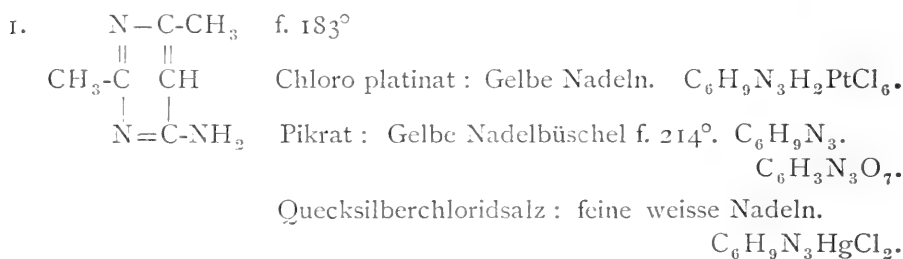 1. N–C-CH₃ f. 183°
CH₃-C CH Chloro platinat : Gelbe Nadeln. C₆H₉N₃H₂PtCl₆.
N=C-NH₂ Pikrat : Gelbe Nadelbüschel f. 214°. C₆H₉N₃.
C₆H₃N₃O₇.
Quecksilberchloridsalz : feine weisse Nadeln.
C₆H₉N₃HgCl₂.